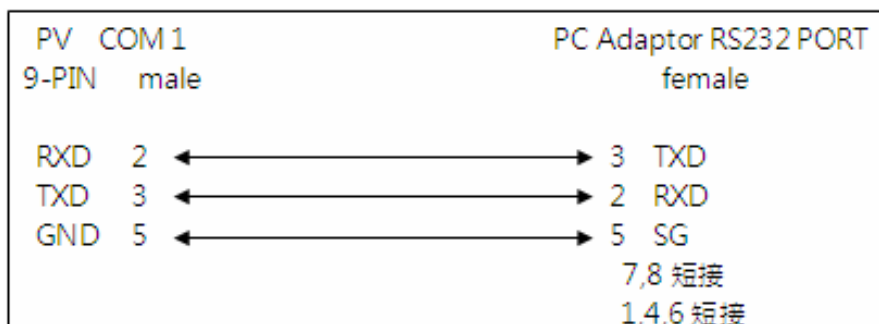 PV COM 1 PC Adaptor RS232 PORT
9-PIN male female
RXD 2 3 TXD
TXD 3 2 RXD
GND 5 5 SG
7,8 短接
1,4,6 短接